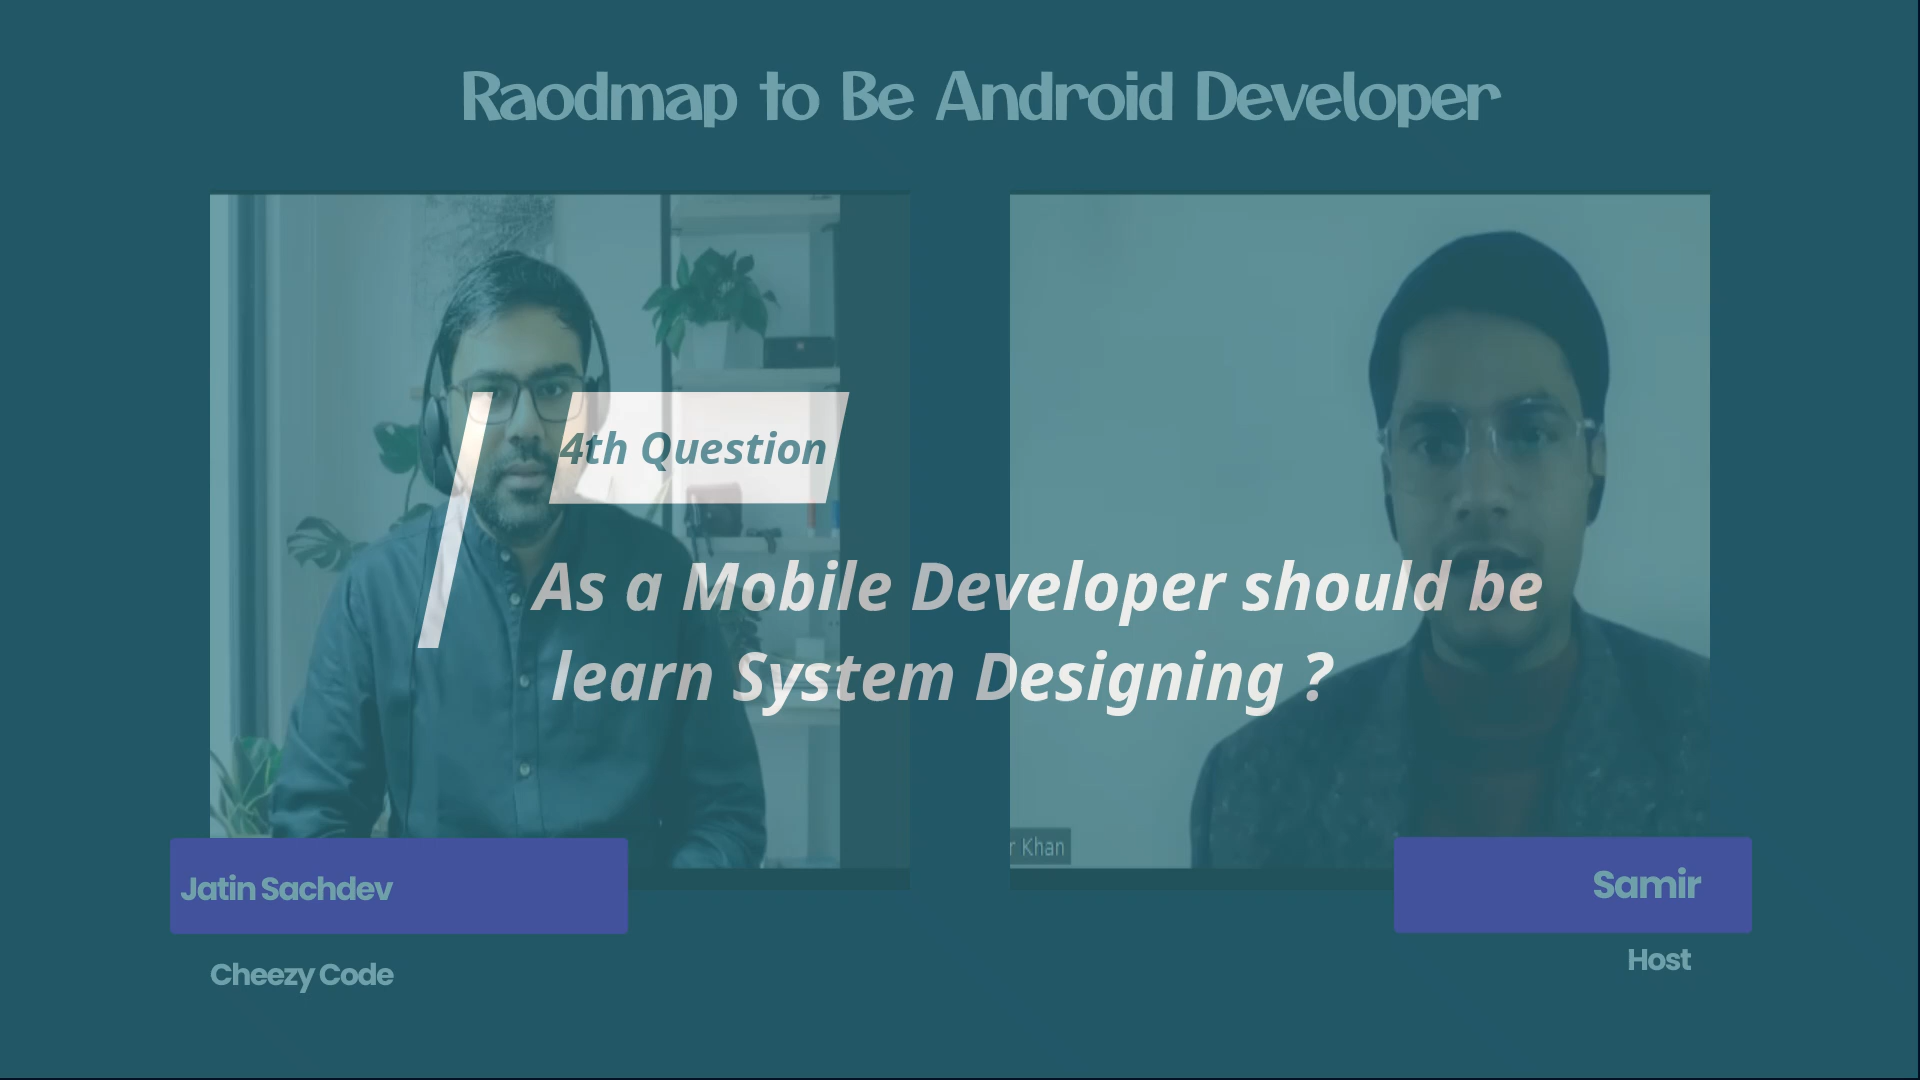 Raodmap to Be Android Developer
4th Question
As a Mobile Developer should be
learn System Designing ?
r Khan
Jatin Sachdev
Samir
Cheezy Code
Host